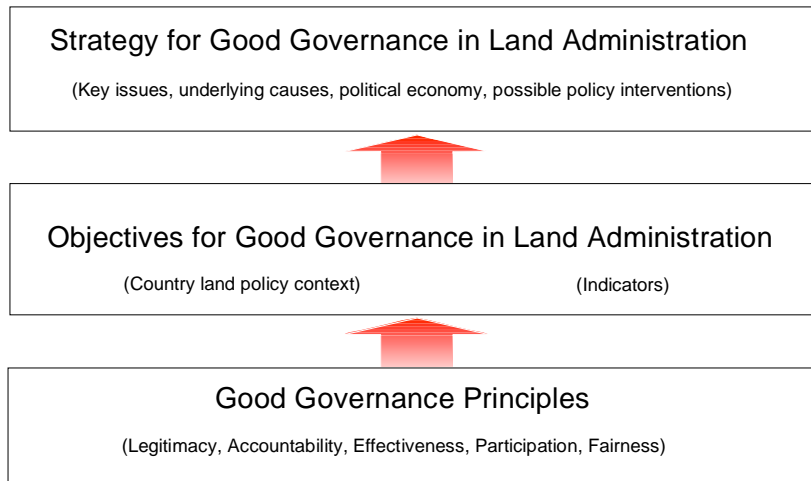 Strategy for Good Governance in Land Administration
(Key issues, underlying causes, political economy, possible policy interventions)
Objectives for Good Governance in Land Administration
(Country land policy context) (Indicators)
Good Governance Principles
(Legitimacy, Accountability, Effectiveness, Participation, Fairness)